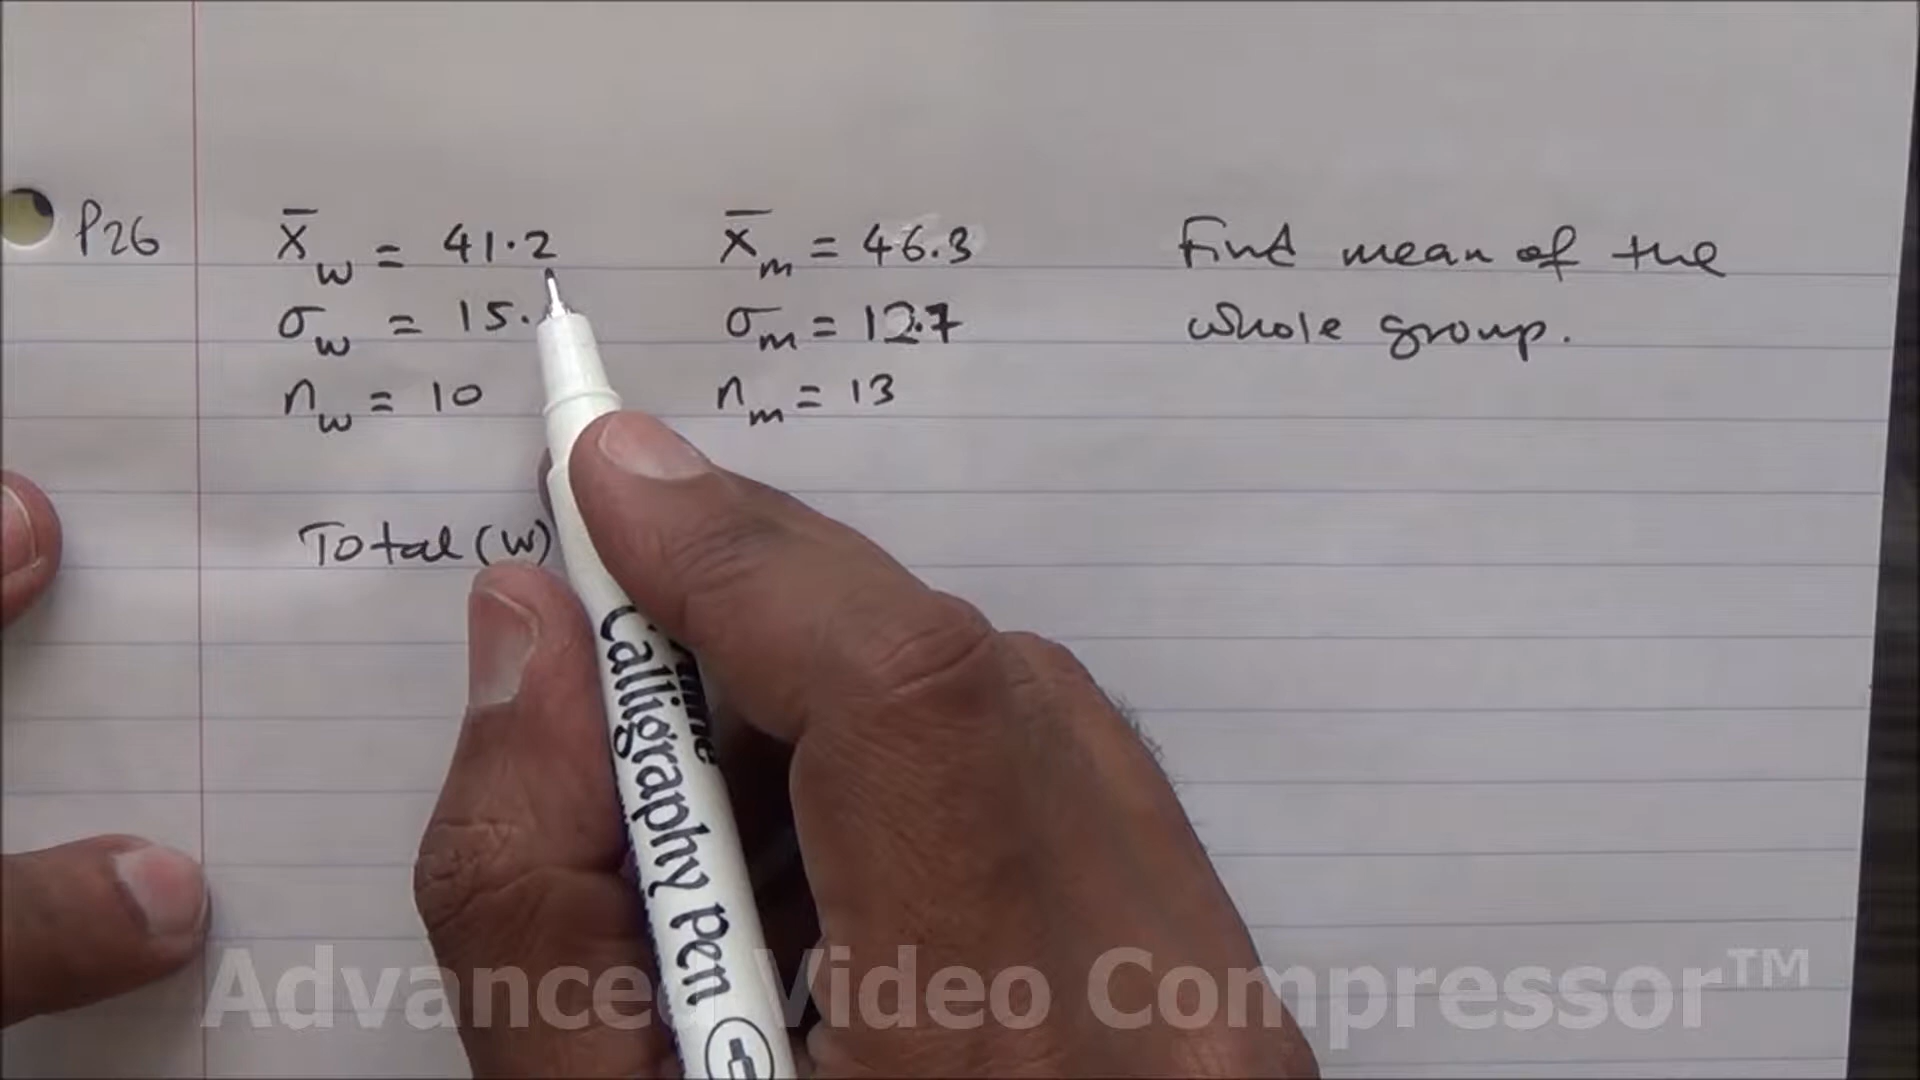 P26
x̄w = 41.2
x̄m = 46.3
Find mean of the
σw = 15.
σm = 12.7
whole group.
nw = 10
nm = 13
Total (w)
Calligraphy Pen
Advanced Video Compressor™